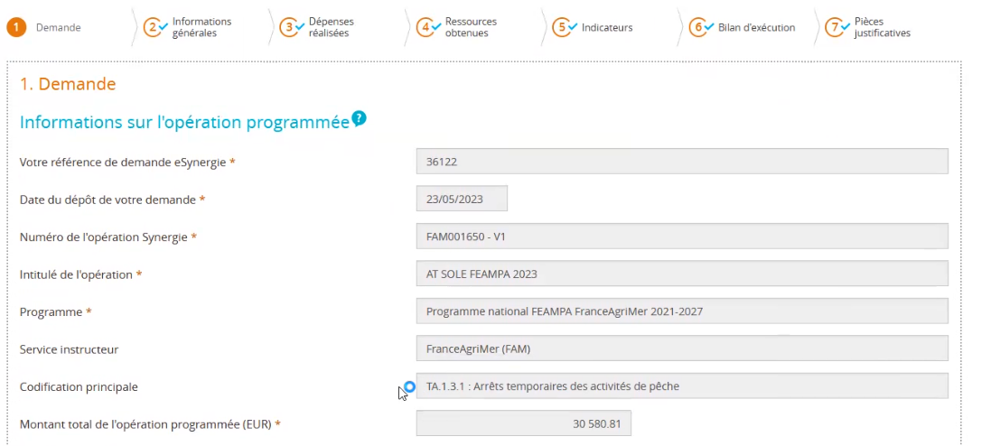 1 Demande
2 Informations générales
3 Dépenses réalisées
4 Ressources obtenues
5 Indicateurs
6 Bilan d'exécution
7 Pièces justificatives
1. Demande
Informations sur l'opération programmée ?
Votre référence de demande eSynergie * 36122
Date du dépôt de votre demande * 23/05/2023
Numéro de l'opération Synergie * FAM001650 - V1
Intitulé de l'opération * AT SOLE FEAMPA 2023
Programme * Programme national FEAMPA FranceAgriMer 2021-2027
Service instructeur FranceAgriMer (FAM)
Codification principale TA.1.3.1 : Arrêts temporaires des activités de pêche
Montant total de l'opération programmée (EUR) * 30 580.81